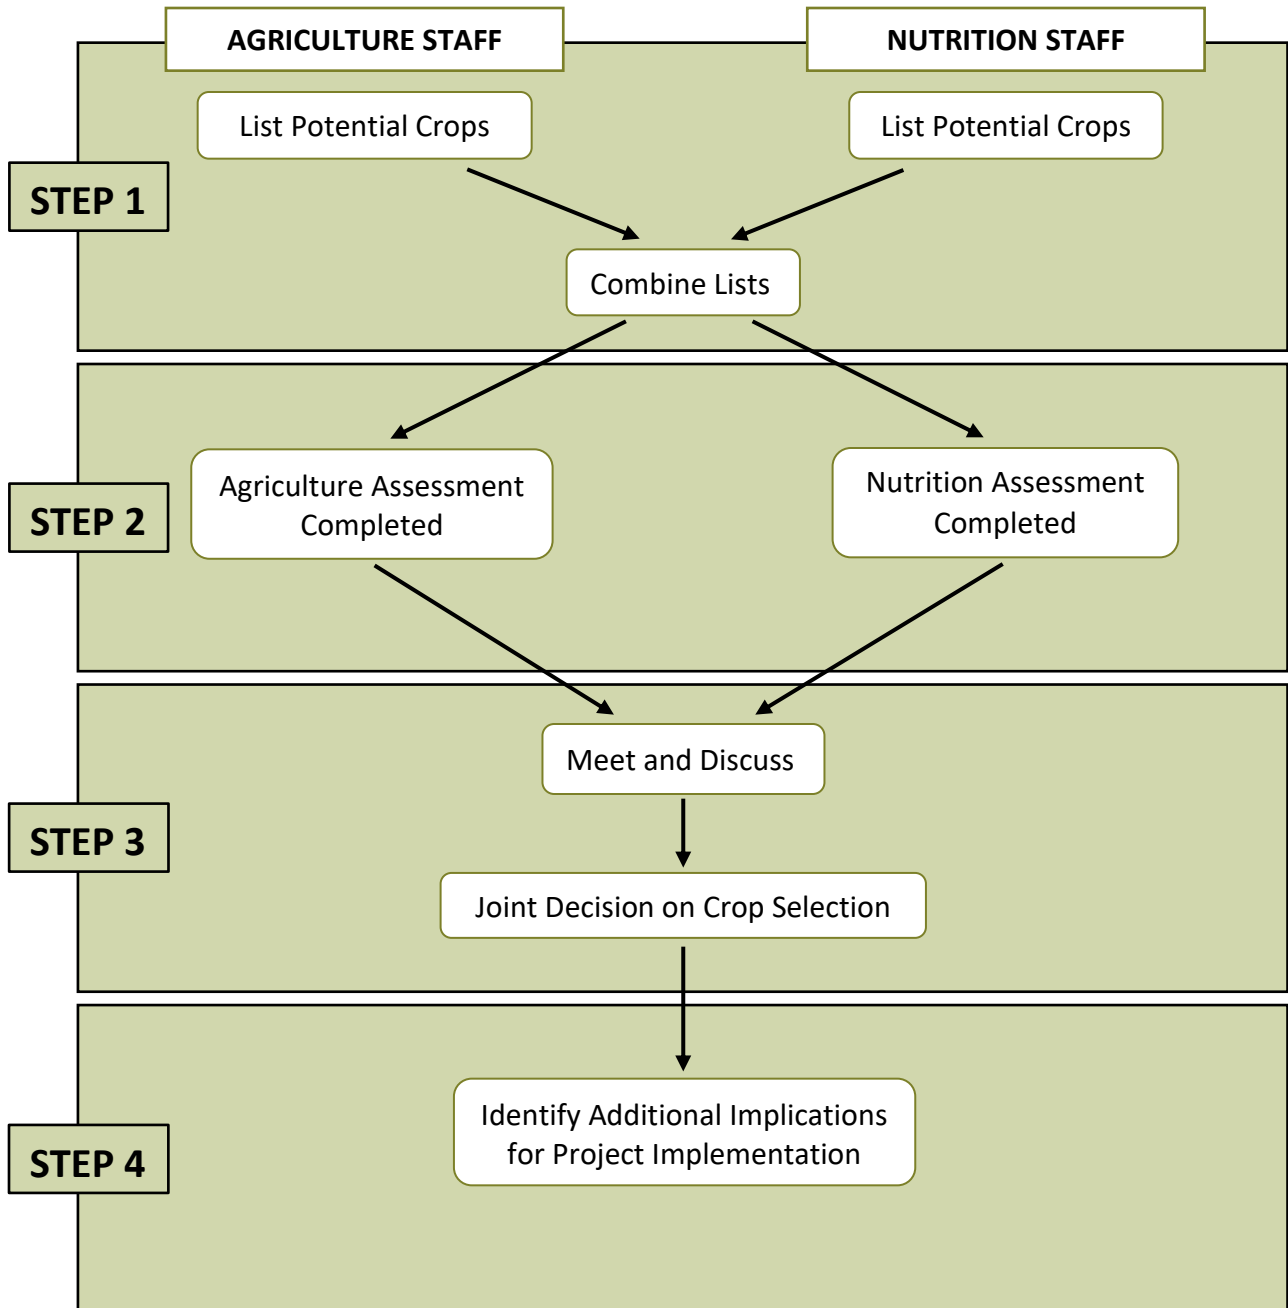 AGRICULTURE STAFF
NUTRITION STAFF
List Potential Crops
List Potential Crops
STEP 1
Combine Lists
Agriculture Assessment
Completed
Nutrition Assessment
Completed
STEP 2
Meet and Discuss
STEP 3
Joint Decision on Crop Selection
Identify Additional Implications
for Project Implementation
STEP 4